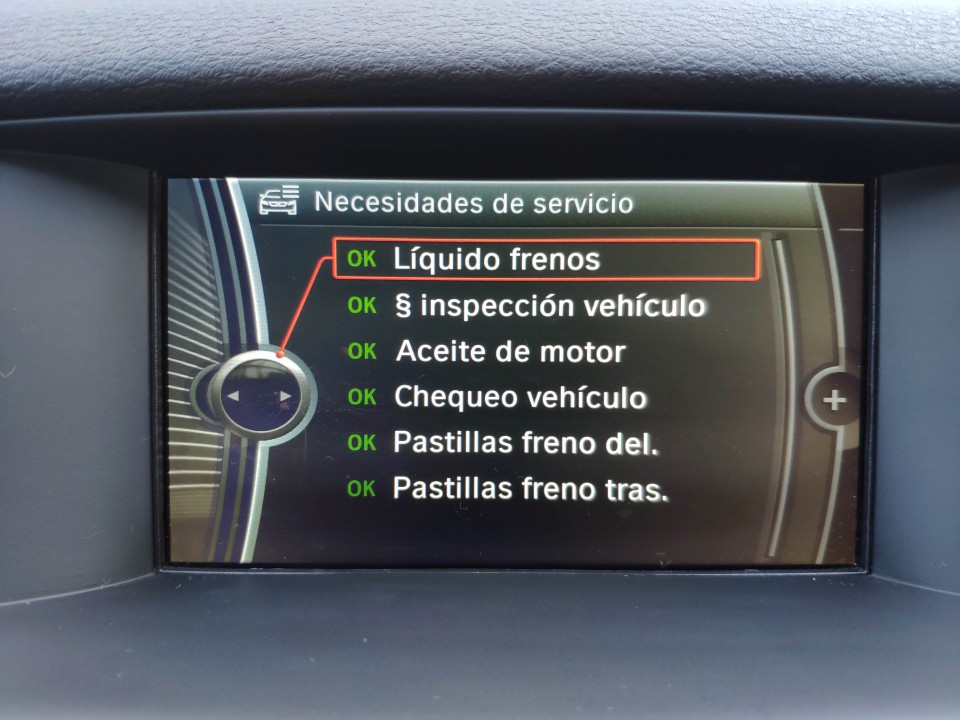 Necesidades de servicio
OK Líquido frenos
OK § inspección vehículo
OK Aceite de motor
OK Chequeo vehículo
OK Pastillas freno del.
OK Pastillas freno tras.